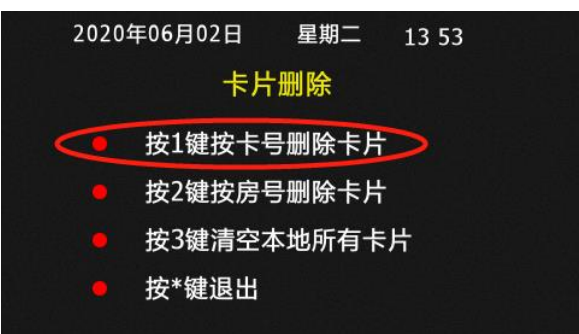 2020年06月02日 星期二 13 53
卡片删除
按1键按卡号删除卡片
按2键按房号删除卡片
按3键清空本地所有卡片
按*键退出